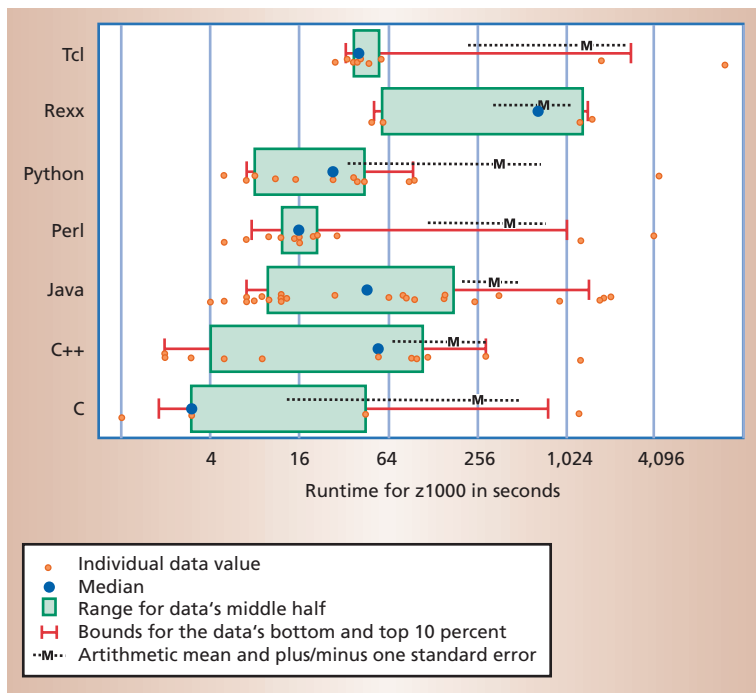 Tcl
Rexx
Python
Perl
Java
C++
C
4 16 64 256 1,024 4,096
Runtime for z1000 in seconds
M
M
M
M
M
M
M
Individual data value
Median
Range for data's middle half
Bounds for the data's bottom and top 10 percent
M Artithmetic mean and plus/minus one standard error